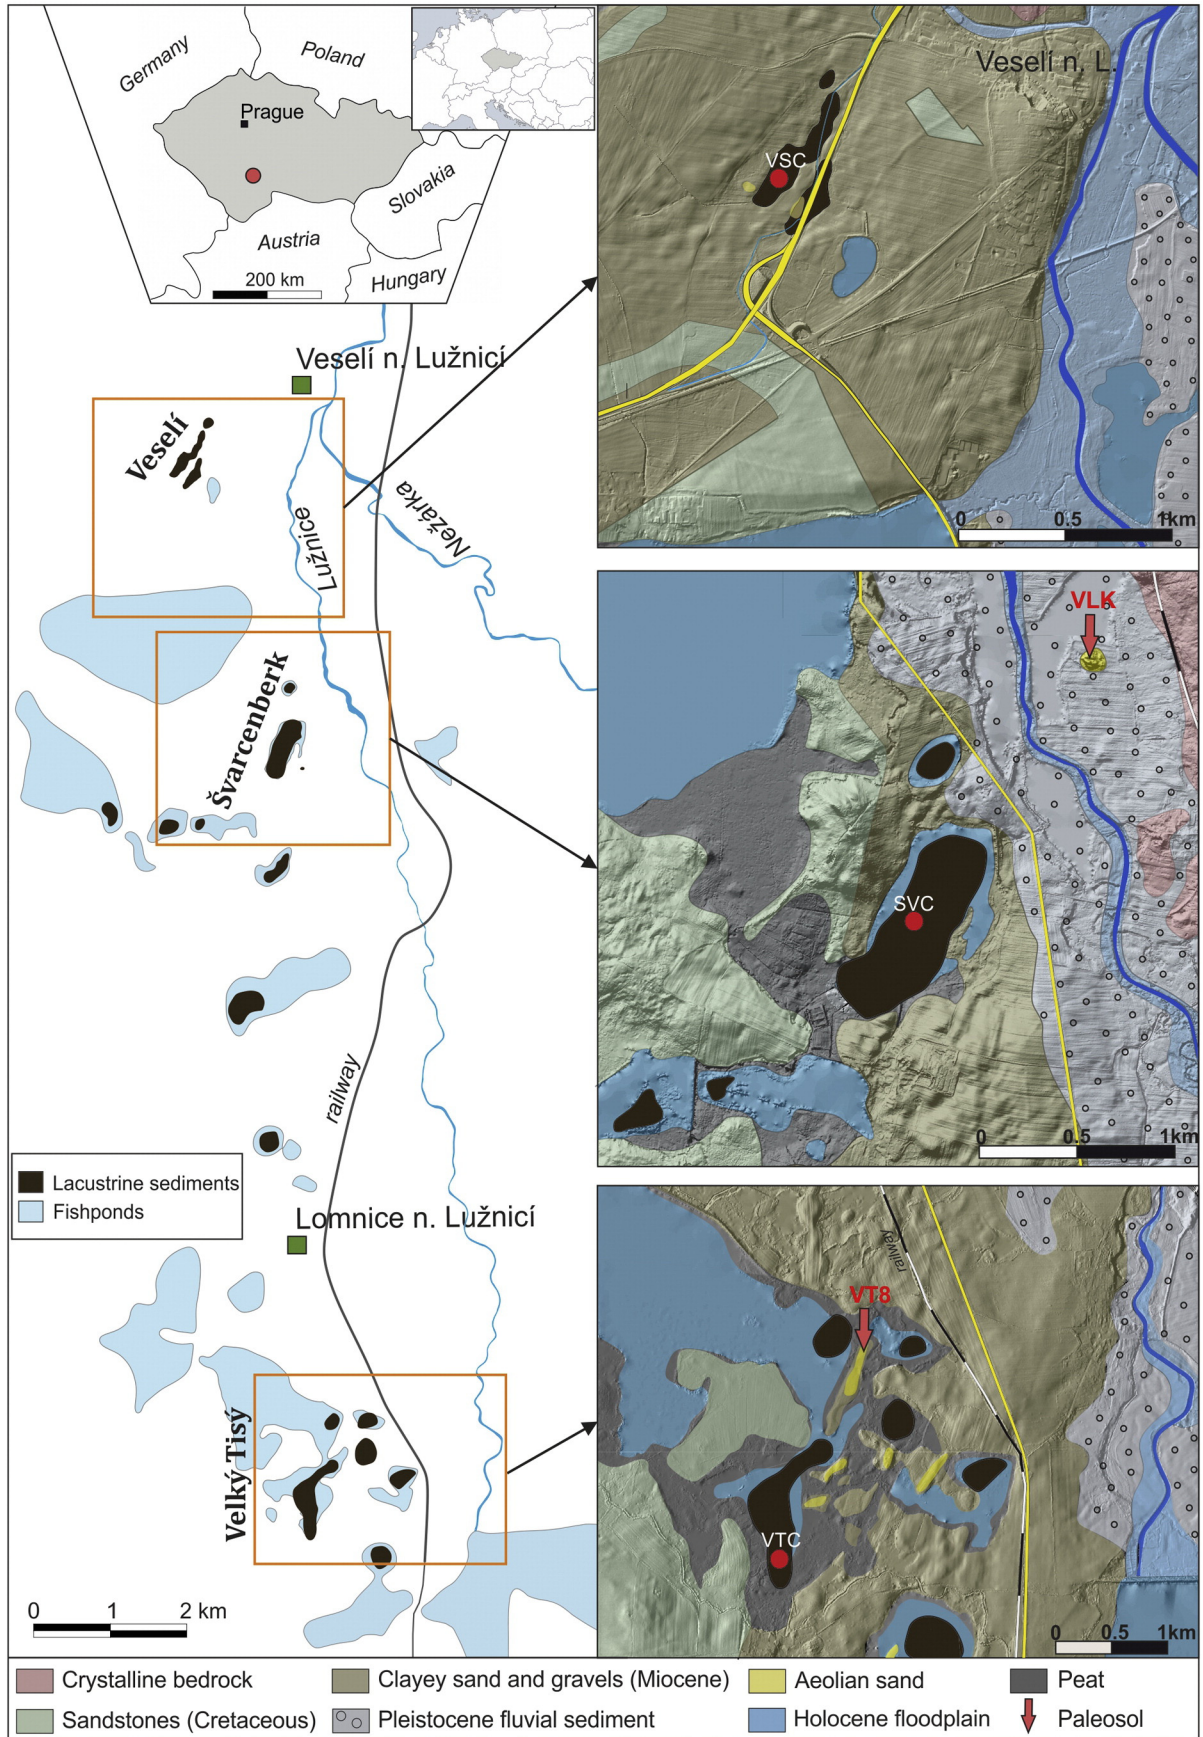 Germany
Poland
Prague
Slovakia
Austria
Hungary
200 km
Veselí n. Lužnicí
Veselí
Lužnice
Nežárka
Švarcenberk
railway
Lacustrine sediments
Fishponds
Lomnice n. Lužnicí
Velký Tisý
0 1 2 km
Veselí n. L.
VSC
0 0.5 1km
VLK
SVC
0 0.5 1km
railway
VT8
VTC
0 0.5 1km
Crystalline bedrock
Clayey sand and gravels (Miocene)
Aeolian sand
Peat
Sandstones (Cretaceous)
Pleistocene fluvial sediment
Holocene floodplain
Paleosol